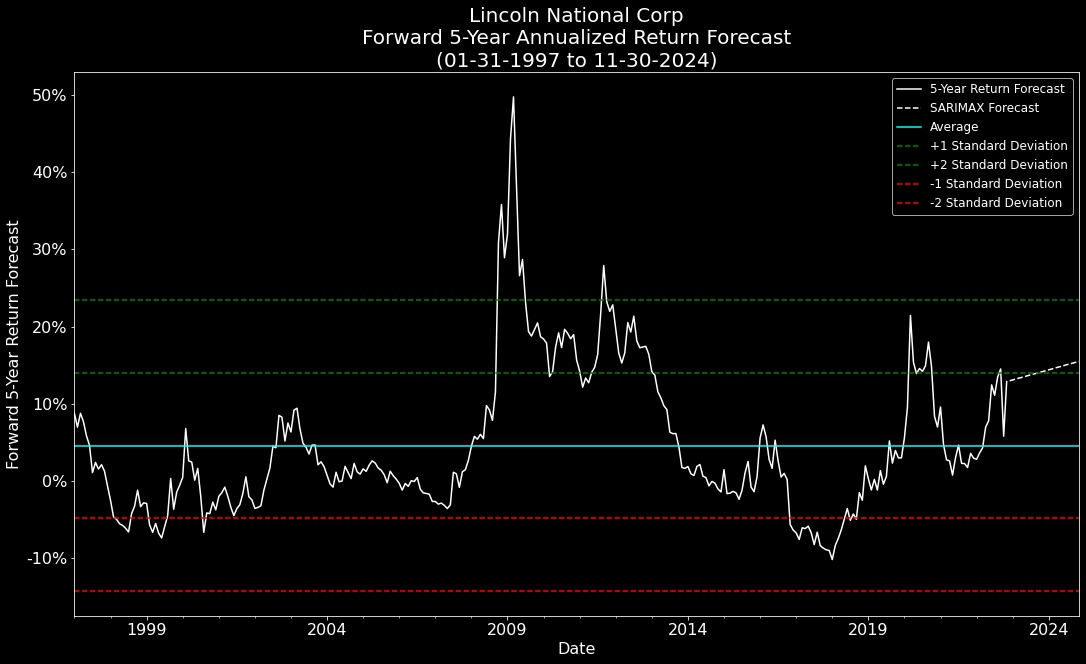 Lincoln National Corp
Forward 5-Year Annualized Return Forecast
(01-31-1997 to 11-30-2024)
5-Year Return Forecast
SARIMAX Forecast
Average
+1 Standard Deviation
+2 Standard Deviation
-1 Standard Deviation
-2 Standard Deviation
Forward 5-Year Return Forecast
50%
40%
30%
20%
10%
0%
-10%
1999 2004 2009 2014 2019 2024
Date